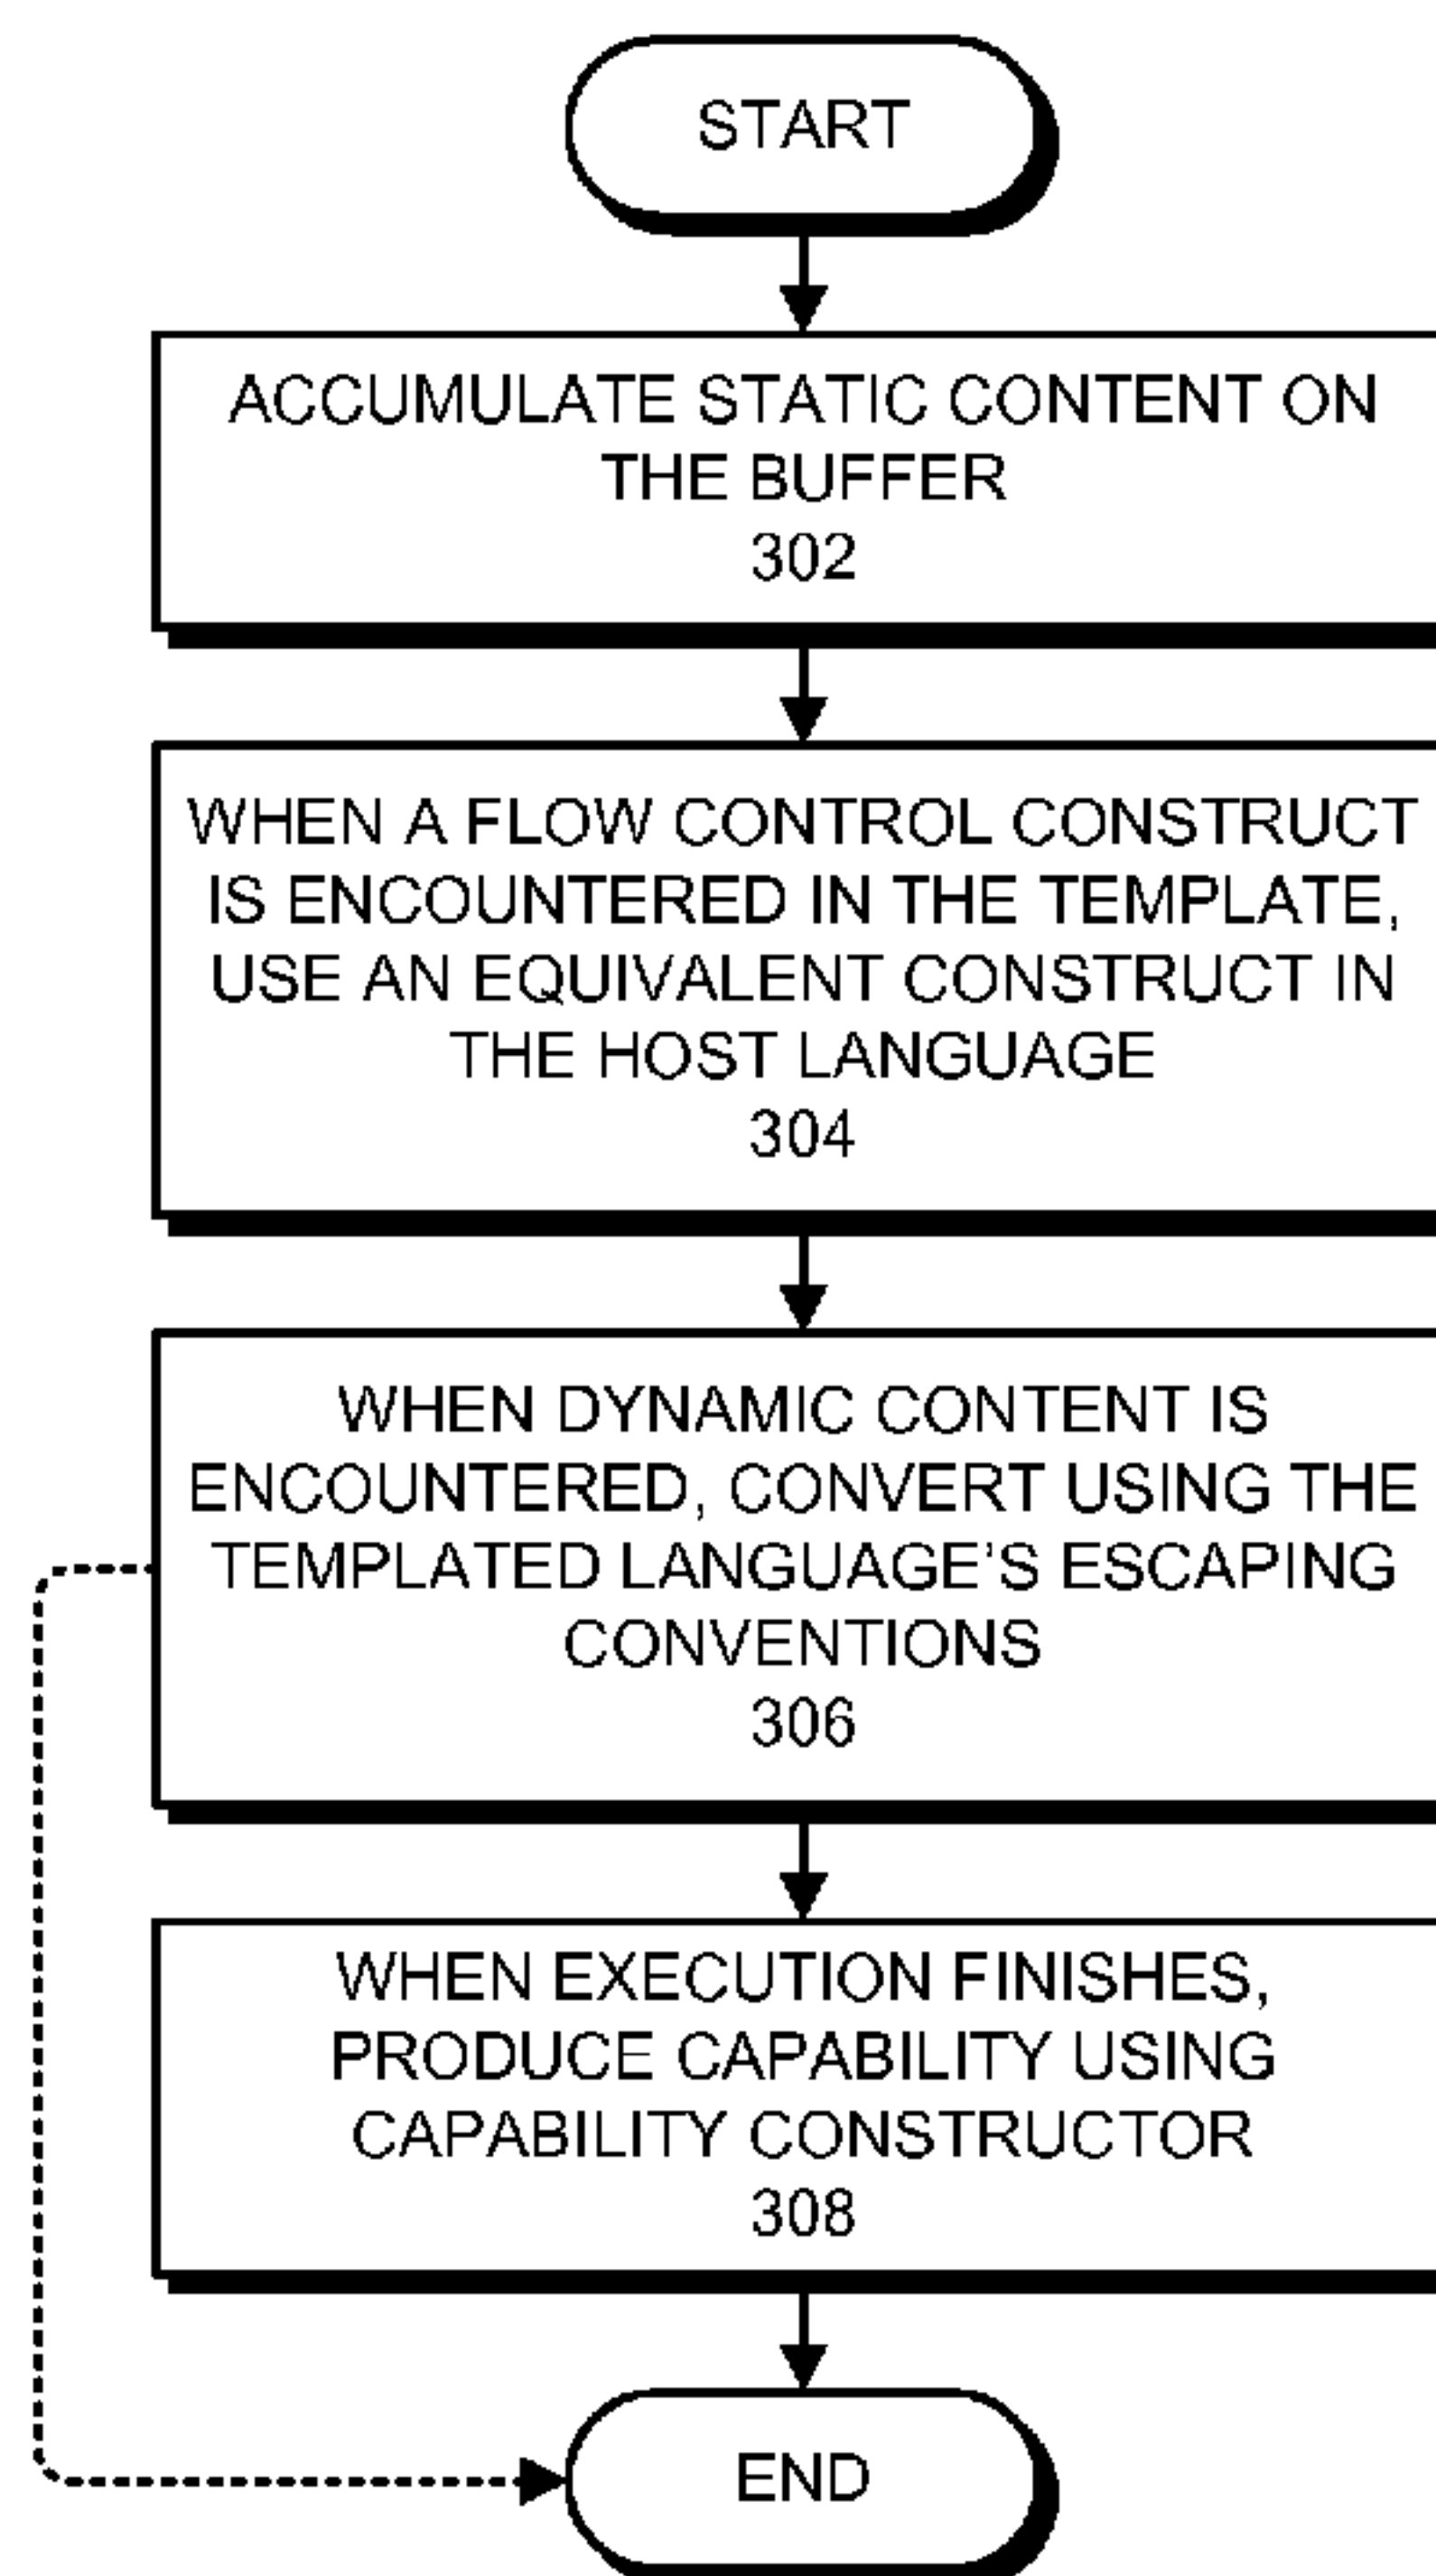 START
ACCUMULATE STATIC CONTENT ON
THE BUFFER
302
WHEN A FLOW CONTROL CONSTRUCT
IS ENCOUNTERED IN THE TEMPLATE,
USE AN EQUIVALENT CONSTRUCT IN
THE HOST LANGUAGE
304
WHEN DYNAMIC CONTENT IS
ENCOUNTERED, CONVERT USING THE
TEMPLATED LANGUAGE'S ESCAPING
CONVENTIONS
306
WHEN EXECUTION FINISHES,
PRODUCE CAPABILITY USING
CAPABILITY CONSTRUCTOR
308
END